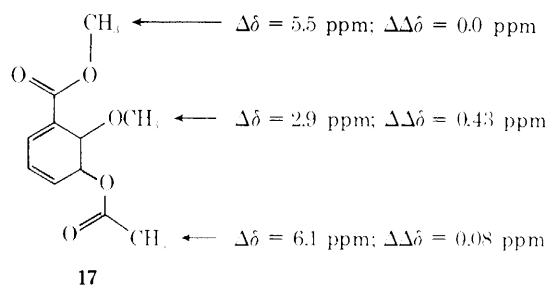 CH₃ Δδ = 5.5 ppm; ΔΔδ = 0.0 ppm
O O
OCH₃ Δδ = 2.9 ppm; ΔΔδ = 0.43 ppm
O
O CH Δδ = 6.1 ppm; ΔΔδ = 0.08 ppm
17